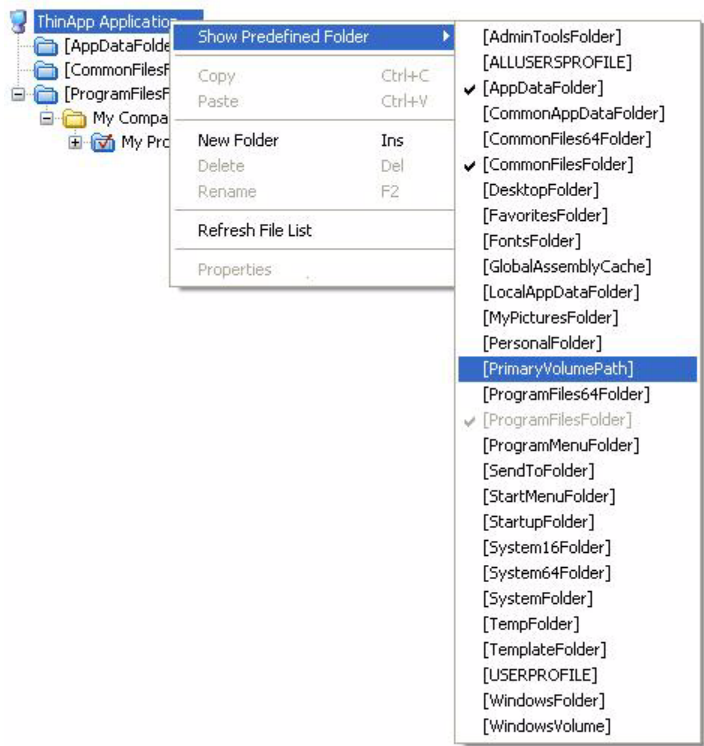 ThinApp Application
[AppDataFolde
[CommonFilesF
[ProgramFilesF
My Compa
My Pro
Show Predefined Folder
Copy Ctrl+C
Paste Ctrl+V
New Folder Ins
Delete Del
Rename F2
Refresh File List
Properties
[AdminToolsFolder]
[ALLUSERSPROFILE]
[AppDataFolder]
[CommonAppDataFolder]
[CommonFiles64Folder]
[CommonFilesFolder]
[DesktopFolder]
[FavoritesFolder]
[FontsFolder]
[GlobalAssemblyCache]
[LocalAppDataFolder]
[MyPicturesFolder]
[PersonalFolder]
[PrimaryVolumePath]
[ProgramFiles64Folder]
[ProgramFilesFolder]
[ProgramMenuFolder]
[SendToFolder]
[StartMenuFolder]
[StartupFolder]
[System16Folder]
[System64Folder]
[SystemFolder]
[TempFolder]
[TemplateFolder]
[USERPROFILE]
[WindowsFolder]
[WindowsVolume]